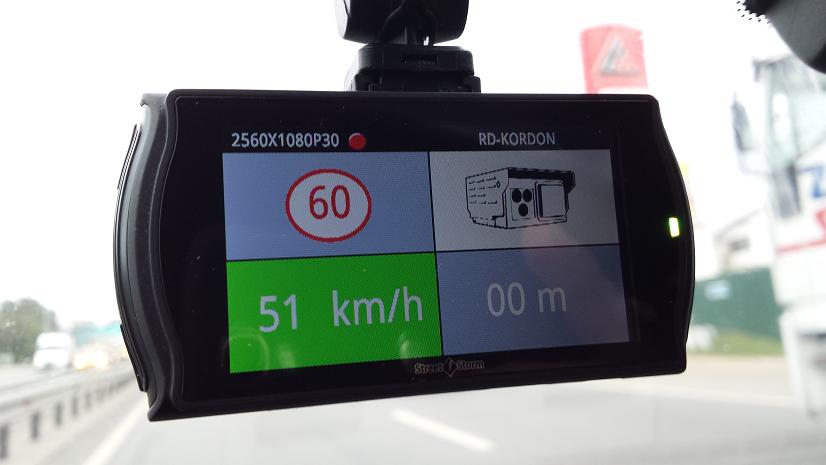 2560X1080P30 RD-KORDON
60
51 km/h 00 m
Street Storm